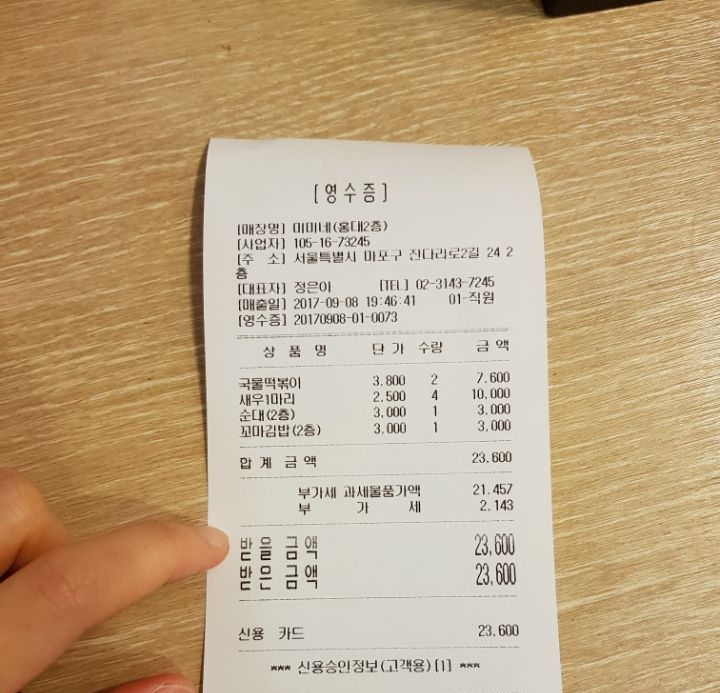 [영수증]
[매장명] 미미네(홍대2층)
[사업자] 105-16-73245
[주 소] 서울특별시 마포구 잔다리로2길 24 2
층
[대표자] 정은아 [TEL] 02-3143-7245
[매출일] 2017-09-08 19:46:41 01-직원
[영수증] 20170908-01-0073
상 품 명 단 가 수량 금 액
국물떡볶이 3,800 2 7,600
새우1마리 2,500 4 10,000
순대(2층) 3,000 1 3,000
꼬마김밥(2층) 3,000 1 3,000
합 계 금 액 23,600
부가세 과세물품가액 21,457
부 가 세 2,143
받을 금액 23,600
받은 금액 23,600
신용 카드 23,600
*** 신용승인정보(고객용)[1] ***